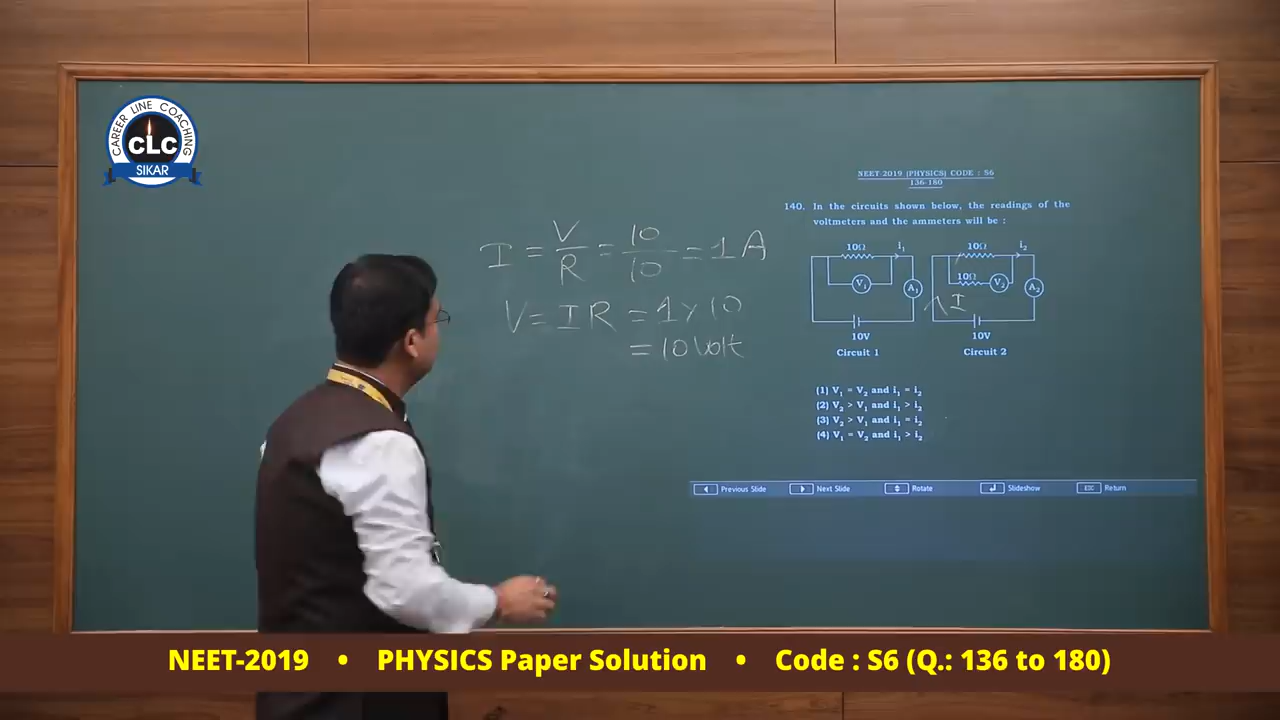 CAREER LINE COACHING
CLC
SIKAR
I = V/R = 10/10 = 1 A
V = I R = 1 × 10
= 10 Volt
NEET-2019 (PHYSICS) CODE : S6
136-180
140. In the circuits shown below, the readings of the
voltmeters and the ammeters will be :
10Ω i₁ 10Ω i₂
V₁ A₁ 10Ω V₂ A₂
I
10V 10V
Circuit 1 Circuit 2
(1) V₁ = V₂ and i₁ = i₂
(2) V₂ > V₁ and i₁ > i₂
(3) V₂ > V₁ and i₁ = i₂
(4) V₁ = V₂ and i₁ > i₂
Previous Slide Next Slide Rotate Slideshow ESC Return
NEET-2019 • PHYSICS Paper Solution • Code : S6 (Q.: 136 to 180)